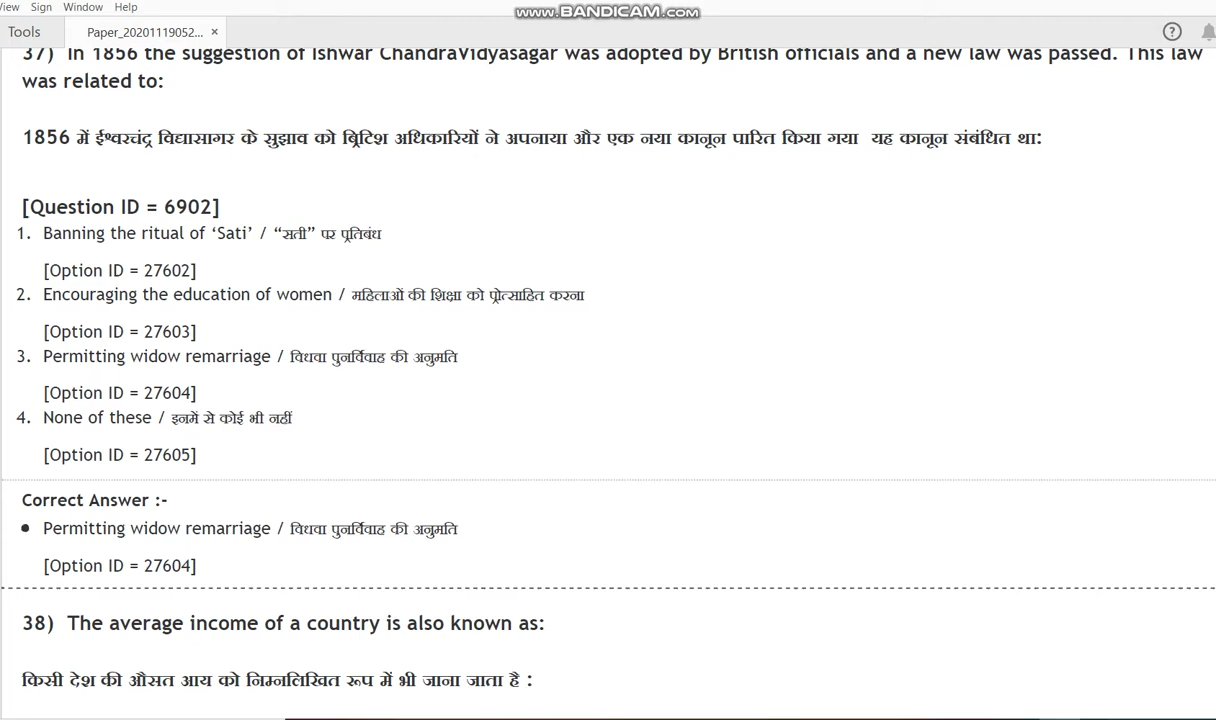 View Sign Window Help
www.BANDICAM.com
Tools Paper_20201119052... ×
37) In 1856 the suggestion of Ishwar ChandraVidyasagar was adopted by British officials and a new law was passed. This law
was related to:
1856 में ईश्वरचंद्र विद्यासागर के सुझाव को ब्रिटिश अधिकारियों ने अपनाया और एक नया कानून पारित किया गया यह कानून संबंधित था:
[Question ID = 6902]
1. Banning the ritual of ‘Sati’ / “सती” पर प्रतिबंध
[Option ID = 27602]
2. Encouraging the education of women / महिलाओं की शिक्षा को प्रोत्साहित करना
[Option ID = 27603]
3. Permitting widow remarriage / विधवा पुनर्विवाह की अनुमति
[Option ID = 27604]
4. None of these / इनमें से कोई भी नहीं
[Option ID = 27605]
Correct Answer :-
• Permitting widow remarriage / विधवा पुनर्विवाह की अनुमति
[Option ID = 27604]
38) The average income of a country is also known as:
किसी देश की औसत आय को निम्नलिखित रूप में भी जाना जाता है :